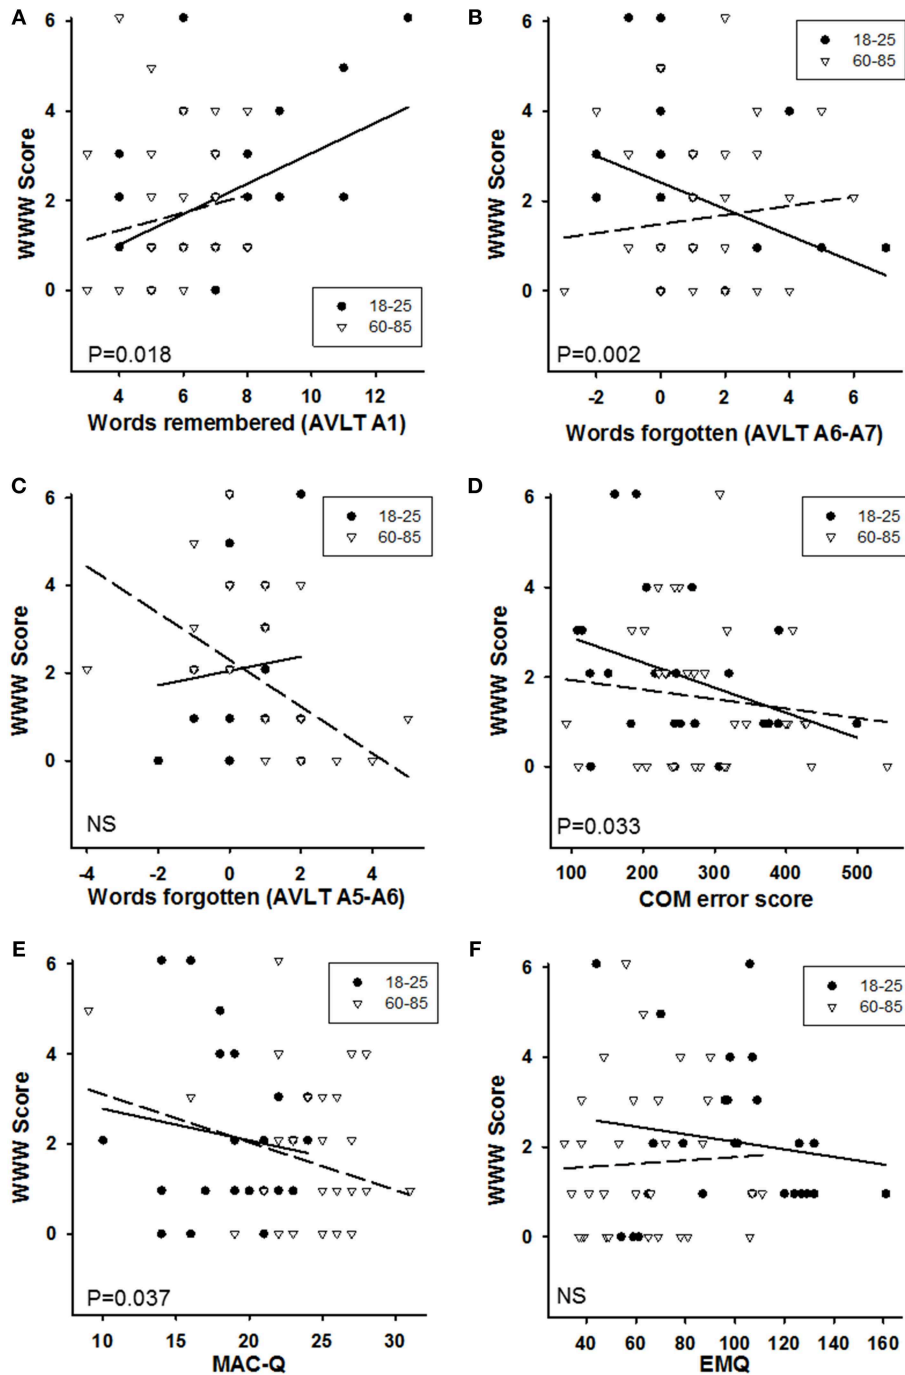 A
6
4
2
0
WWW Score
18-25
60-85
P=0.018
4 6 8 10 12
Words remembered (AVLT A1)
B
6
4
2
0
WWW Score
18-25
60-85
P=0.002
-2 0 2 4 6
Words forgotten (AVLT A6-A7)
C
6
4
2
0
WWW Score
18-25
60-85
NS
-4 -2 0 2 4
Words forgotten (AVLT A5-A6)
D
6
4
2
0
WWW Score
18-25
60-85
P=0.033
100 200 300 400 500
COM error score
E
6
4
2
0
WWW Score
18-25
60-85
P=0.037
10 15 20 25 30
MAC-Q
F
6
4
2
0
WWW Score
18-25
60-85
NS
40 60 80 100 120 140 160
EMQ